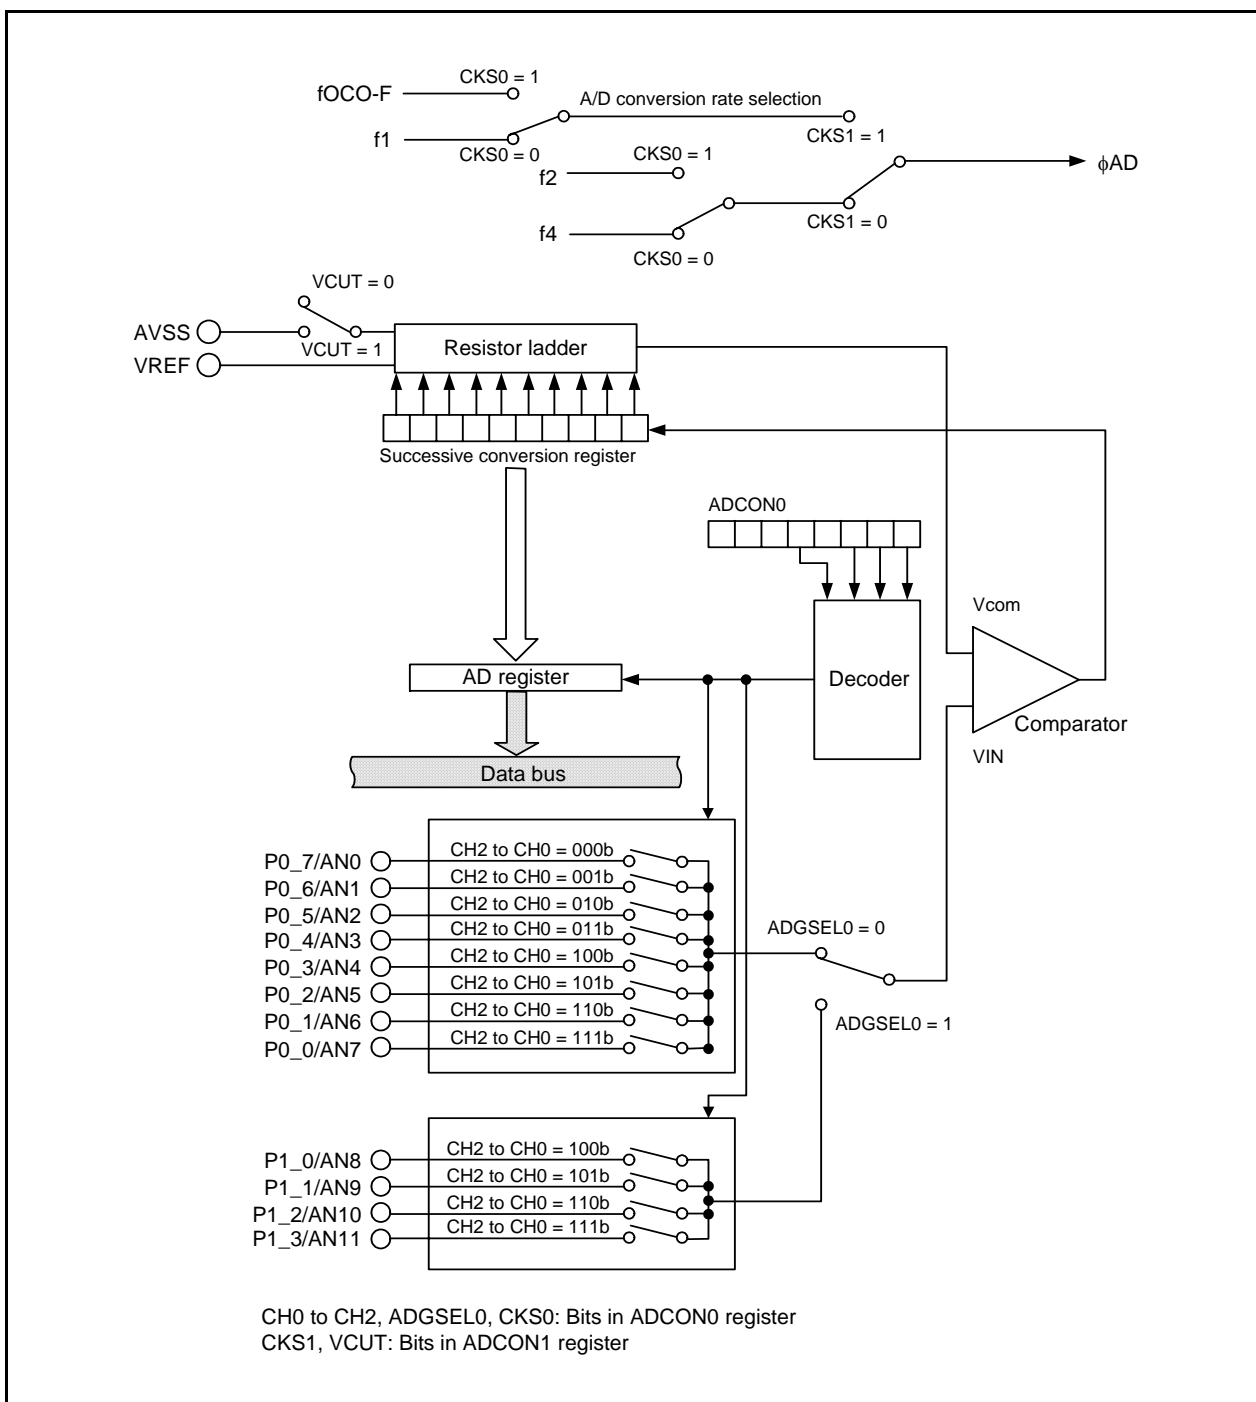 CKS0 = 1
fOCO-F
A/D conversion rate selection
f1
CKS0 = 0
CKS1 = 1
CKS0 = 1
f2
ϕAD
f4
CKS1 = 0
CKS0 = 0
VCUT = 0
AVSS
VCUT = 1
VREF
Resistor ladder
Successive conversion register
ADCON0
Vcom
Decoder
AD register
Comparator
VIN
Data bus
P0_7/AN0 CH2 to CH0 = 000b
P0_6/AN1 CH2 to CH0 = 001b
P0_5/AN2 CH2 to CH0 = 010b
P0_4/AN3 CH2 to CH0 = 011b
P0_3/AN4 CH2 to CH0 = 100b
P0_2/AN5 CH2 to CH0 = 101b
P0_1/AN6 CH2 to CH0 = 110b
P0_0/AN7 CH2 to CH0 = 111b
ADGSEL0 = 0
ADGSEL0 = 1
P1_0/AN8 CH2 to CH0 = 100b
P1_1/AN9 CH2 to CH0 = 101b
P1_2/AN10 CH2 to CH0 = 110b
P1_3/AN11 CH2 to CH0 = 111b
CH0 to CH2, ADGSEL0, CKS0: Bits in ADCON0 register
CKS1, VCUT: Bits in ADCON1 register